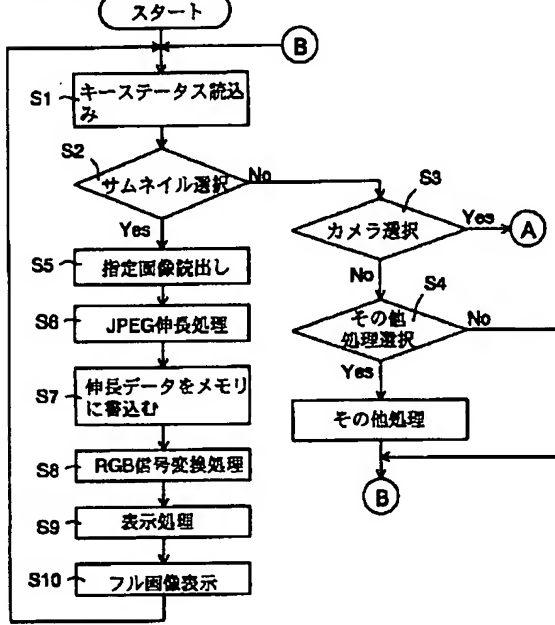 スタート
B
S1
キーステータス読込
み
S2
サムネイル選択
No
Yes
S3
カメラ選択
Yes
A
No
S4
その他
処理選択
No
Yes
その他処理
B
S5
指定画像読出し
S6
JPEG伸長処理
S7
伸長データをメモリ
に書込む
S8
RGB信号変換処理
S9
表示処理
S10
フル画像表示